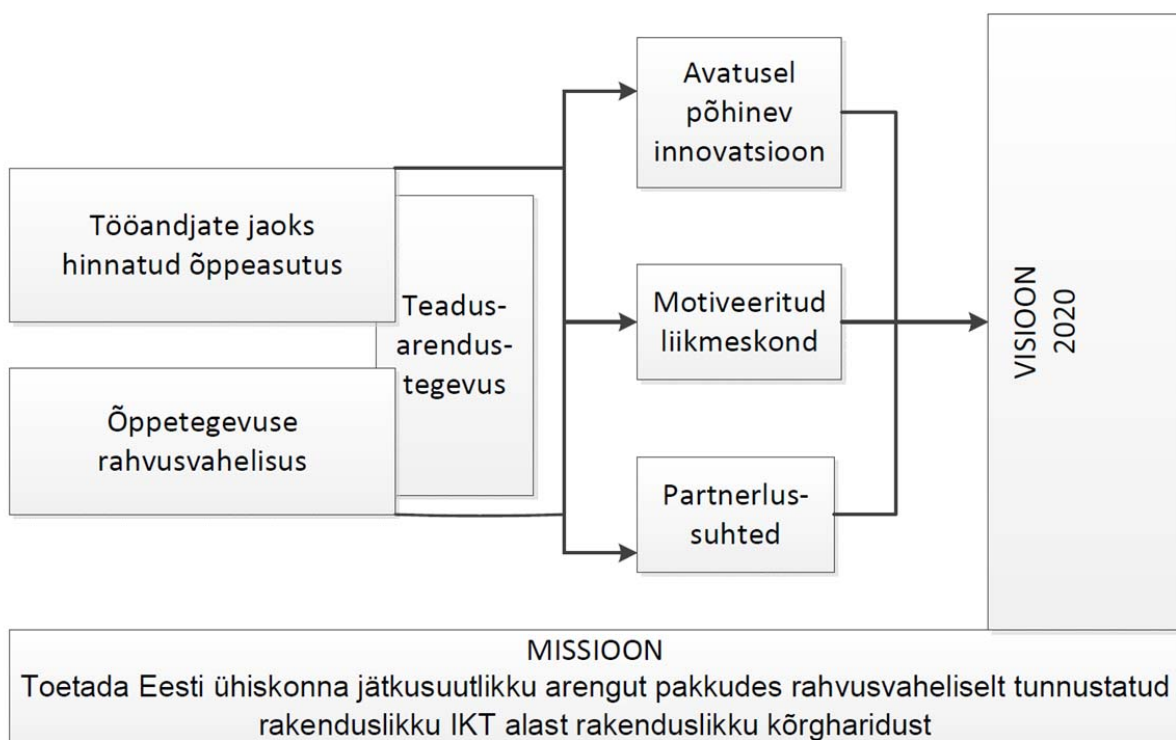 Avatusel
põhinev
innovatsioon
Tööandjate jaoks
hinnatud õppeasutus
Teadus-
arendus-
tegevus
Motiveeritud
liikmeskond
Õppetegevuse
rahvusvahelisus
Partnerlus-
suhted
VISIOON
2020
MISSIOON
Toetada Eesti ühiskonna jätkusuutlikku arengut pakkudes rahvusvaheliselt tunnustatud
rakenduslikku IKT alast rakenduslikku kõrgharidust